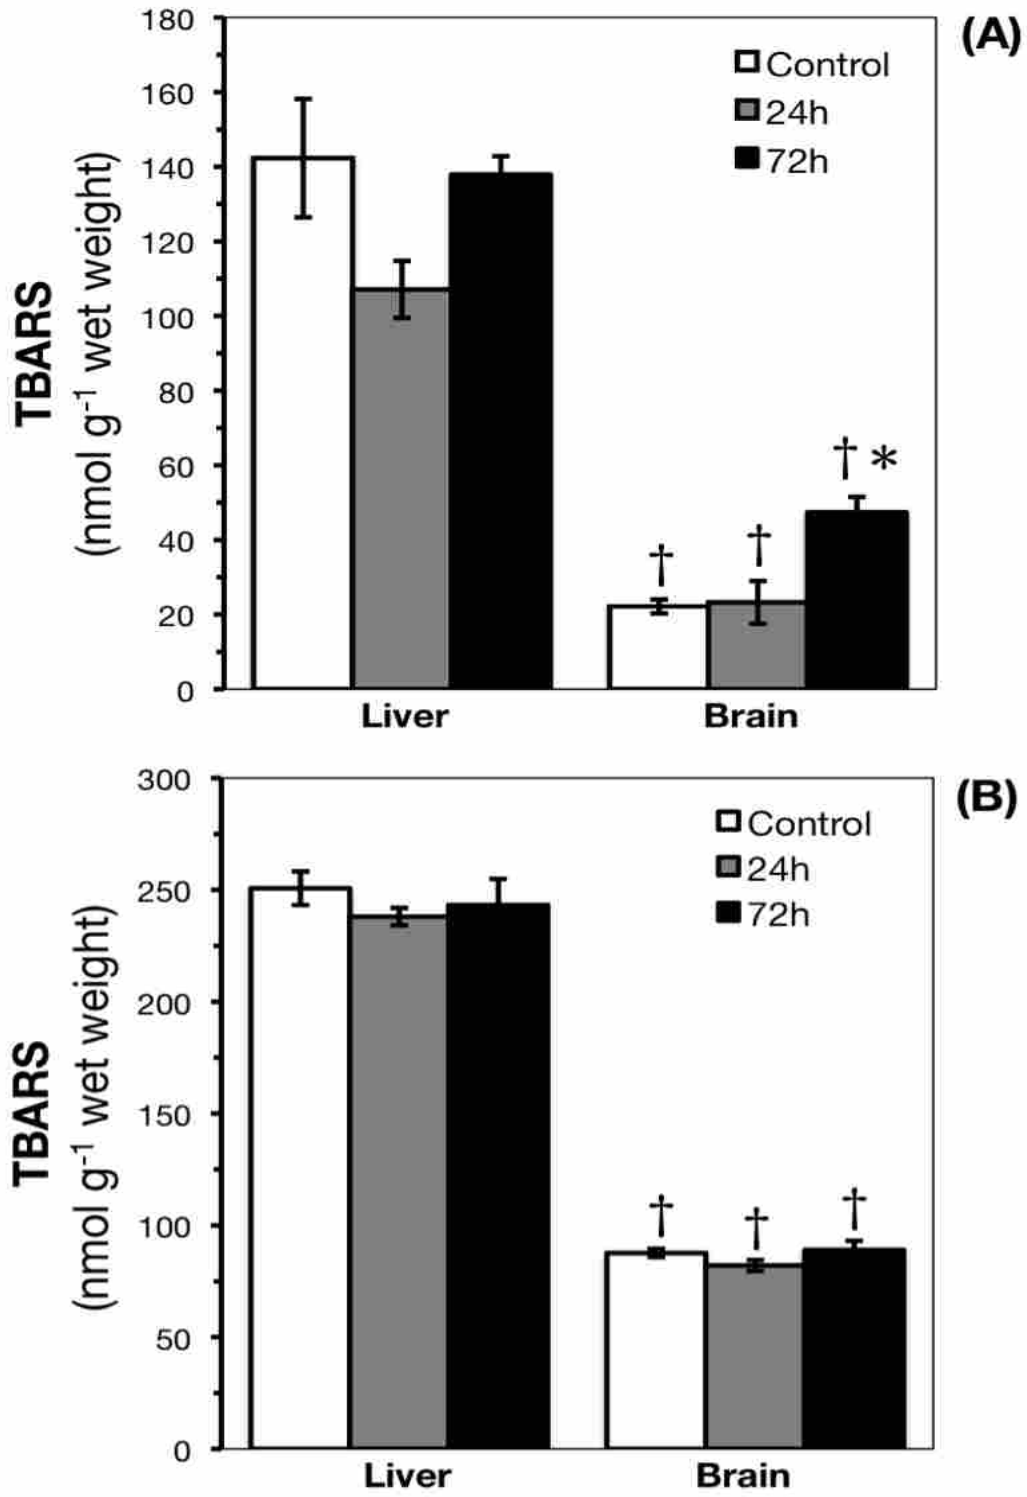 (A)
180
160
140
120
100
80
60
40
20
0
TBARS
(nmol g⁻¹ wet weight)
Control
24h
72h
†
†
† *
Liver
Brain
(B)
300
250
200
150
100
50
0
TBARS
(nmol g⁻¹ wet weight)
Control
24h
72h
†
†
†
Liver
Brain